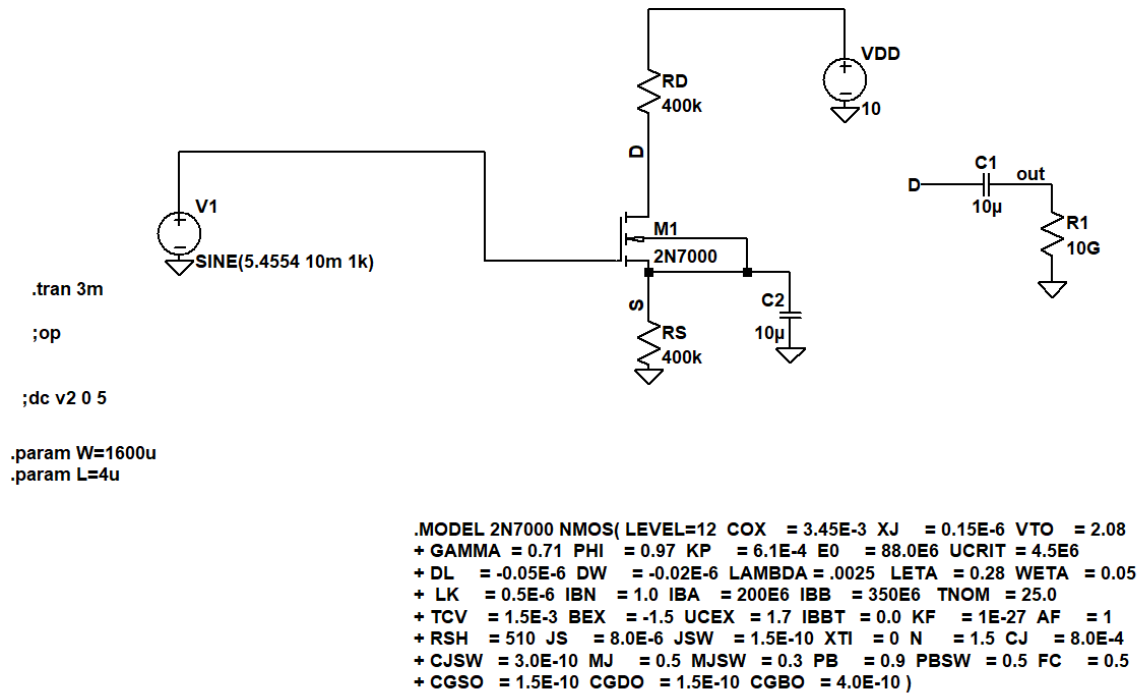 VDD
10
RD
400k
D
V1
SINE(5.4554 10m 1k)
M1
2N7000
C1
D
out
10µ
R1
10G
.tran 3m
;op
S
RS
400k
C2
10µ
;dc v2 0 5
.param W=1600u
.param L=4u
.MODEL 2N7000 NMOS( LEVEL=12 COX = 3.45E-3 XJ = 0.15E-6 VTO = 2.08
+ GAMMA = 0.71 PHI = 0.97 KP = 6.1E-4 E0 = 88.0E6 UCRIT = 4.5E6
+ DL = -0.05E-6 DW = -0.02E-6 LAMBDA = .0025 LETA = 0.28 WETA = 0.05
+ LK = 0.5E-6 IBN = 1.0 IBA = 200E6 IBB = 350E6 TNOM = 25.0
+ TCV = 1.5E-3 BEX = -1.5 UCEX = 1.7 IBBT = 0.0 KF = 1E-27 AF = 1
+ RSH = 510 JS = 8.0E-6 JSW = 1.5E-10 XTI = 0 N = 1.5 CJ = 8.0E-4
+ CJSW = 3.0E-10 MJ = 0.5 MJSW = 0.3 PB = 0.9 PBSW = 0.5 FC = 0.5
+ CGSO = 1.5E-10 CGDO = 1.5E-10 CGBO = 4.0E-10 )